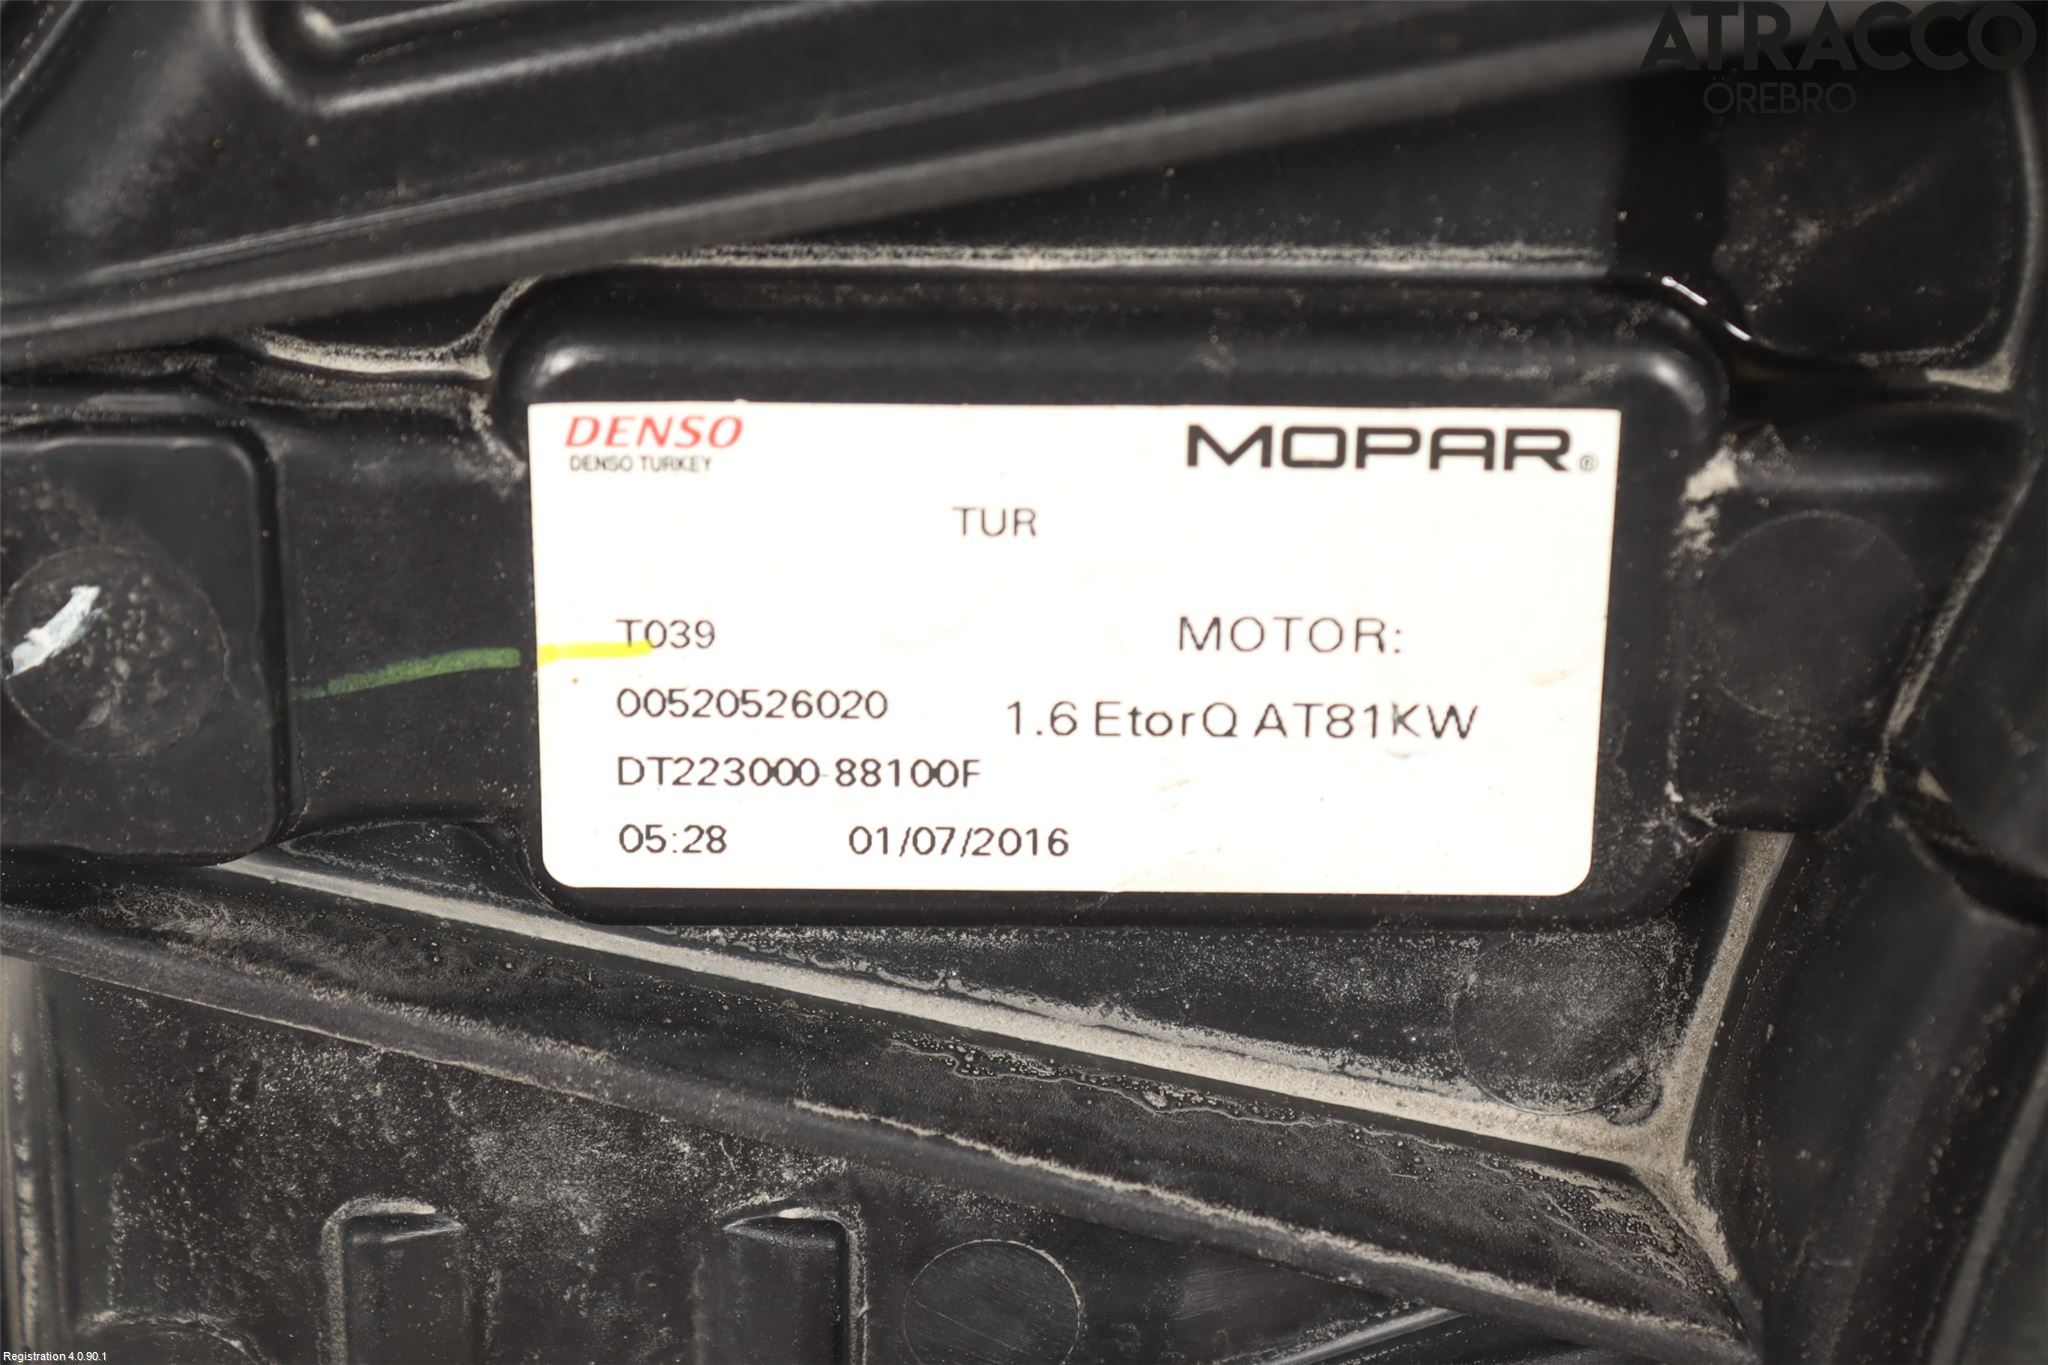 ATRACCO
ÖREBRO
DENSO
DENSO TURKEY
MOPAR®
TUR
T039
MOTOR:
00520526020
1.6 EtorQ AT81KW
DT223000-88100F
05:28 01/07/2016
Registration 4.0.90.1